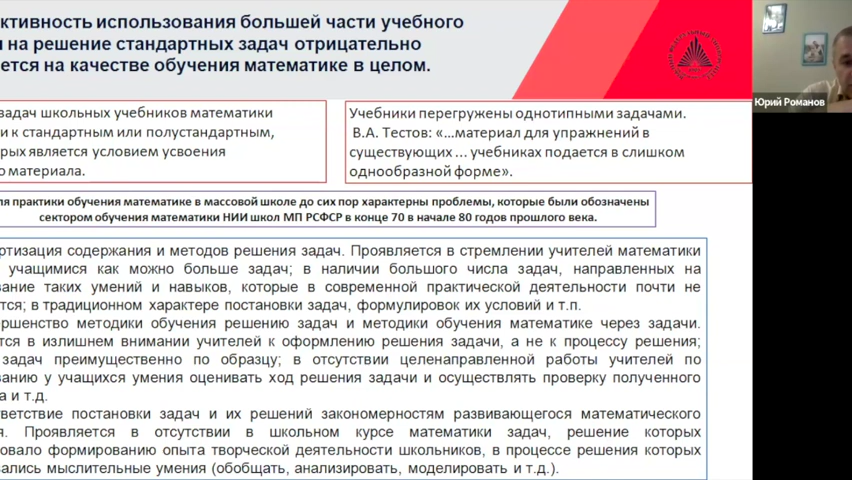 ктивность использования большей части учебного
и на решение стандартных задач отрицательно
ется на качестве обучения математике в целом.
Юрий Романов
задач школьных учебников математики
и к стандартным или полустандартным,
рых является условием усвоения
о материала.
Учебники перегружены однотипными задачами.
В.А. Тестов: «…материал для упражнений в
существующих … учебниках подается в слишком
однообразной форме».
ля практики обучения математике в массовой школе до сих пор характерны проблемы, которые были обозначены
сектором обучения математики НИИ школ МП РСФСР в конце 70 в начале 80 годов прошлого века.
ртизация содержания и методов решения задач. Проявляется в стремлении учителей математики
учащимися как можно больше задач; в наличии большого числа задач, направленных на
вание таких умений и навыков, которые в современной практической деятельности почти не
тся; в традиционном характере постановки задач, формулировок их условий и т.п.
ершенство методики обучения решению задач и методики обучения математике через задачи.
тся в излишнем внимании учителей к оформлению решения задачи, а не к процессу решения;
задач преимущественно по образцу; в отсутствии целенаправленной работы учителей по
ванию у учащихся умения оценивать ход решения задачи и осуществлять проверку полученного
а и т.д.
тветствие постановки задач и их решений закономерностям развивающегося математического
я. Проявляется в отсутствии в школьном курсе математики задач, решение которых
вовало формированию опыта творческой деятельности школьников, в процессе решения которых
вались мыслительные умения (обобщать, анализировать, моделировать и т.д.).